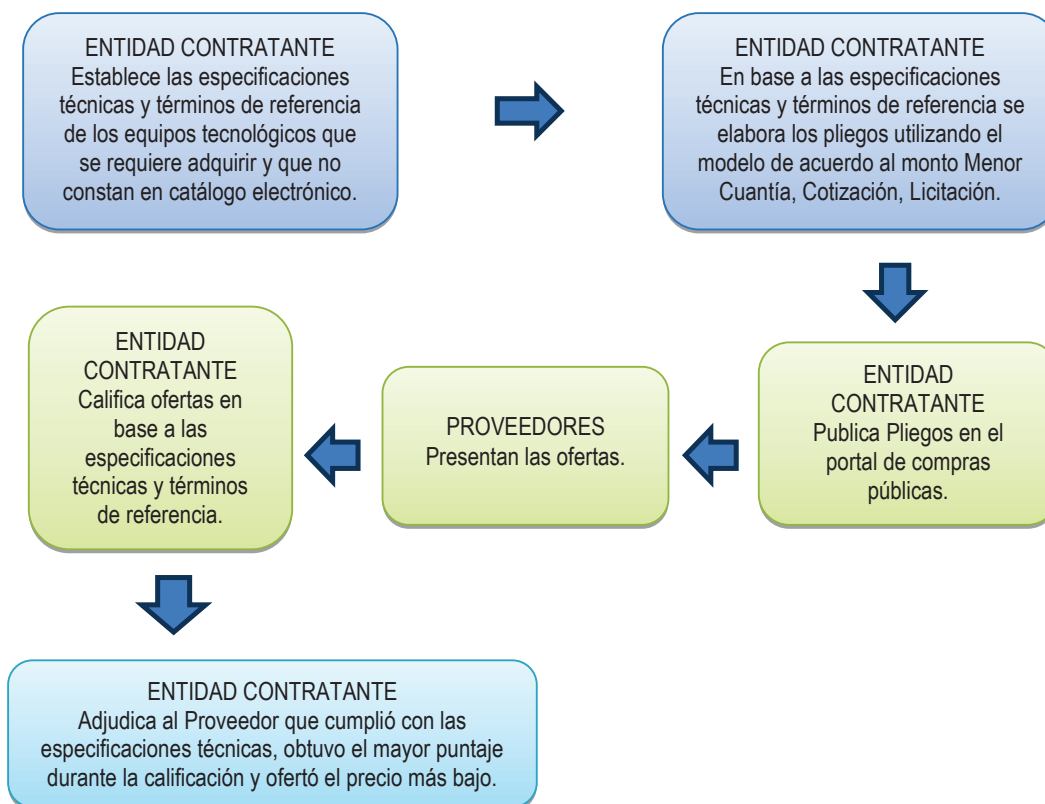 ENTIDAD CONTRATANTE
Establece las especificaciones
técnicas y términos de referencia
de los equipos tecnológicos que
se requiere adquirir y que no
constan en catálogo electrónico.
ENTIDAD CONTRATANTE
En base a las especificaciones
técnicas y términos de referencia se
elabora los pliegos utilizando el
modelo de acuerdo al monto Menor
Cuantía, Cotización, Licitación.
ENTIDAD
CONTRATANTE
Publica Pliegos en el
portal de compras
públicas.
PROVEEDORES
Presentan las ofertas.
ENTIDAD
CONTRATANTE
Califica ofertas en
base a las
especificaciones
técnicas y términos
de referencia.
ENTIDAD CONTRATANTE
Adjudica al Proveedor que cumplió con las
especificaciones técnicas, obtuvo el mayor puntaje
durante la calificación y ofertó el precio más bajo.